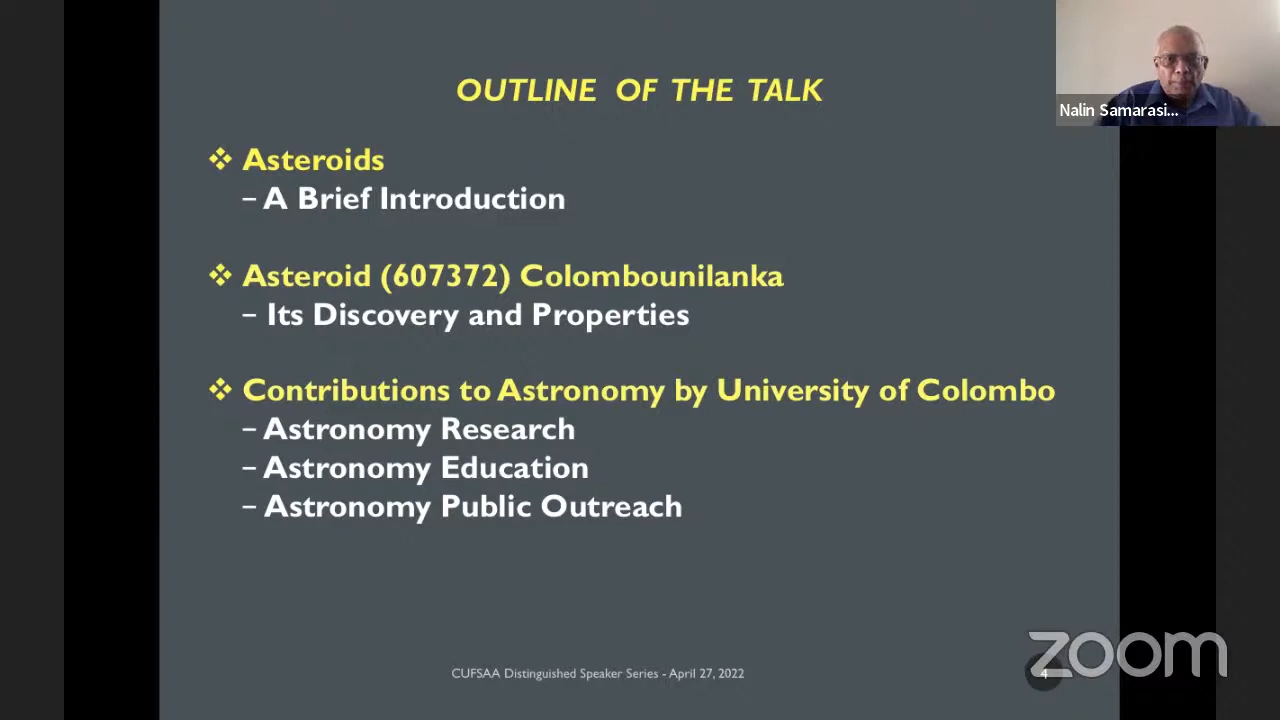 OUTLINE OF THE TALK
Nalin Samarasi...
❖ Asteroids
– A Brief Introduction
❖ Asteroid (607372) Colombounilanka
– Its Discovery and Properties
❖ Contributions to Astronomy by University of Colombo
– Astronomy Research
– Astronomy Education
– Astronomy Public Outreach
CUFSAA Distinguished Speaker Series - April 27, 2022
4
zoom